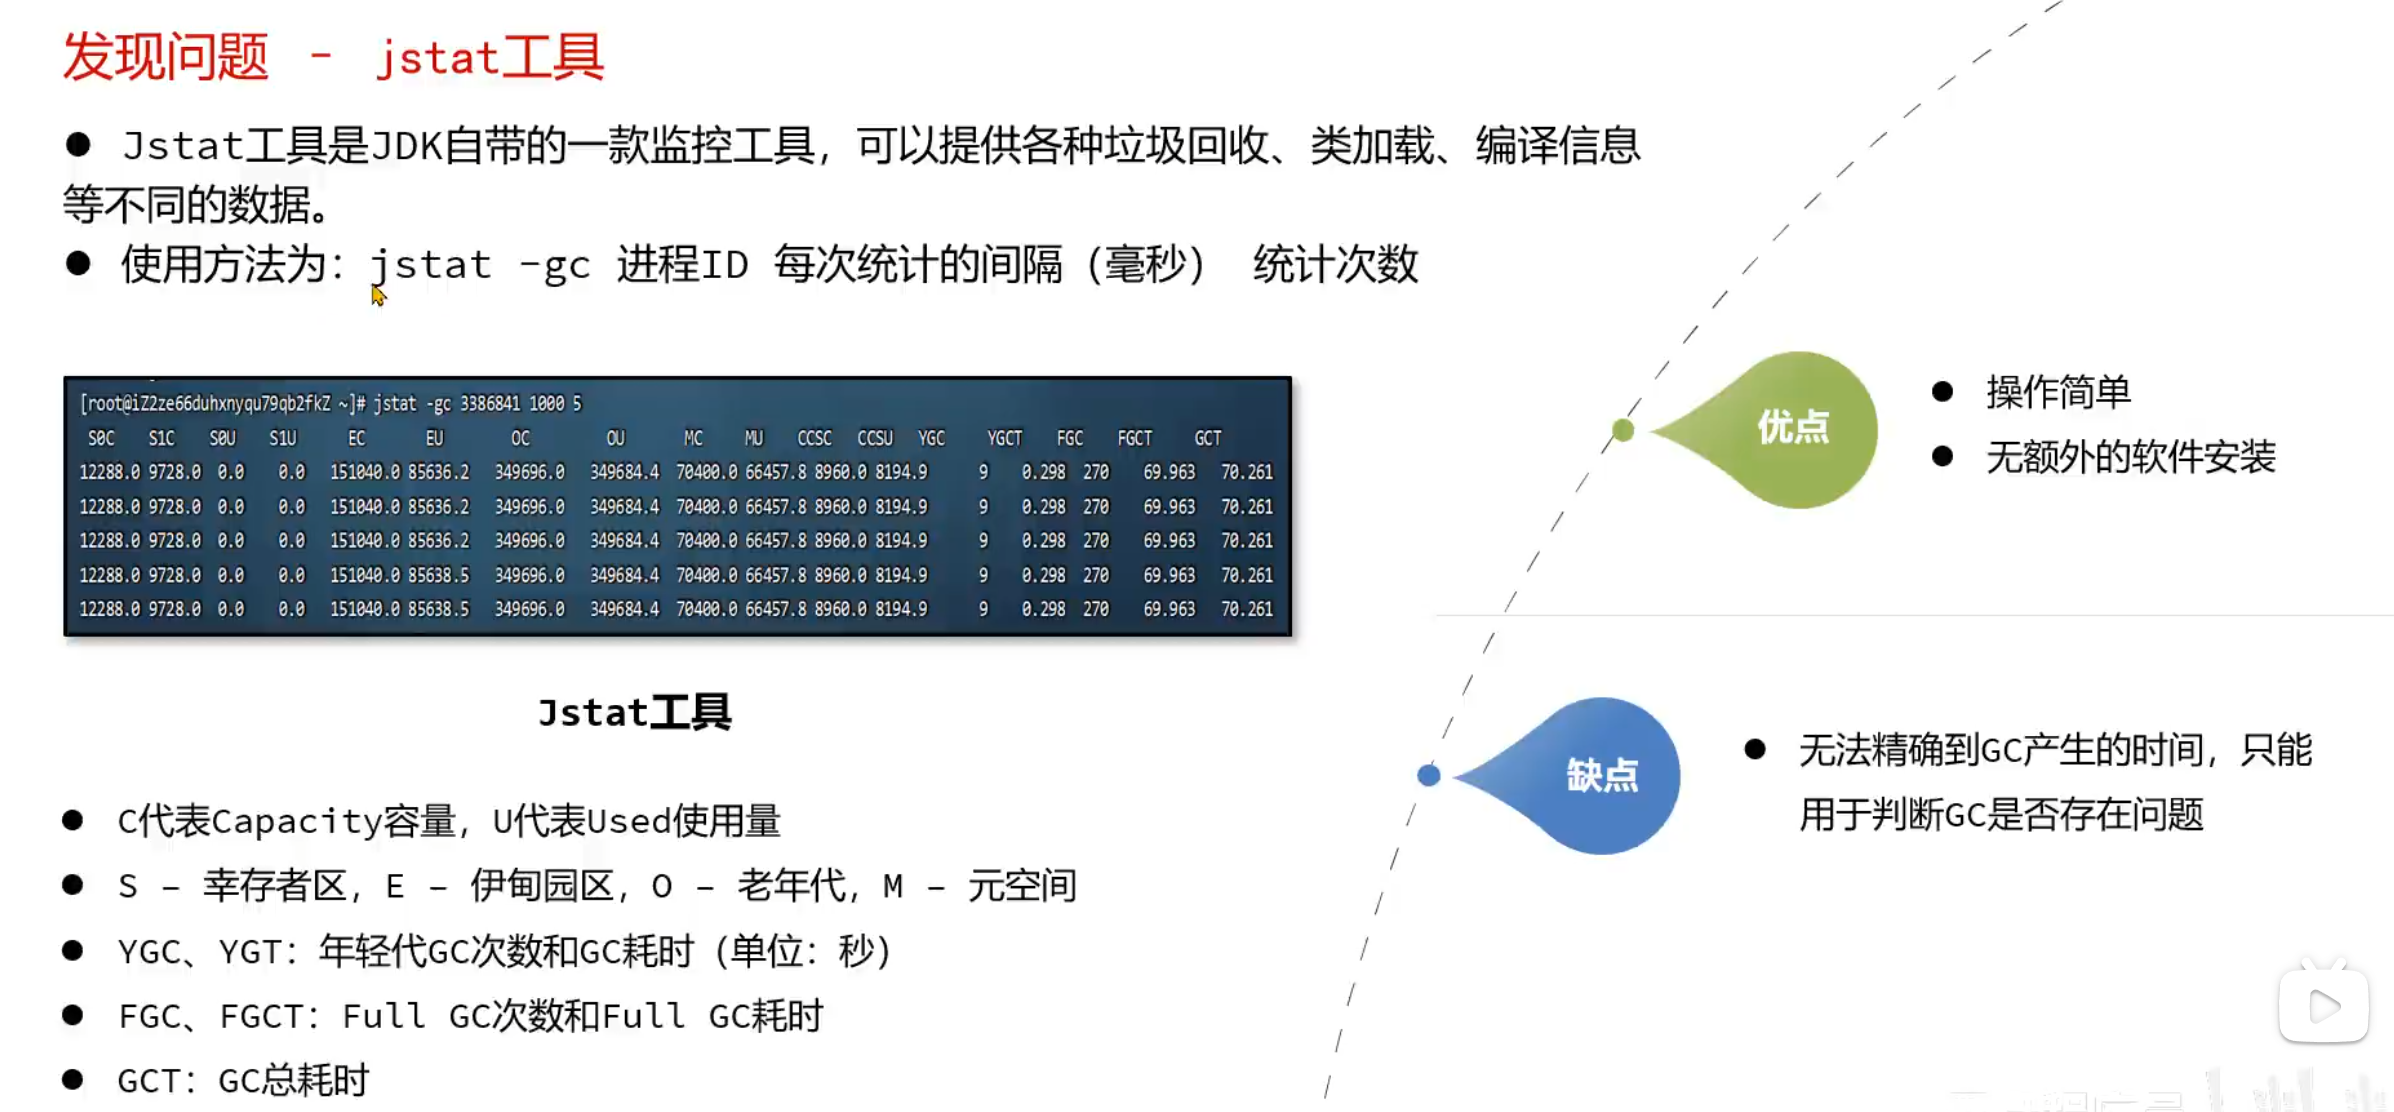 发现问题 - jstat工具
● Jstat工具是JDK自带的一款监控工具，可以提供各种垃圾回收、类加载、编译信息
等不同的数据。
● 使用方法为：jstat -gc 进程ID 每次统计的间隔（毫秒） 统计次数
[root@iZ2ze66duhxnyqu79qb2fkZ ~]# jstat -gc 3386841 1000 5
S0C S1C S0U S1U EC EU OC OU MC MU CCSC CCSU YGC YGCT FGC FGCT GCT
12288.0 9728.0 0.0 0.0 151040.0 85636.2 349696.0 349684.4 70400.0 66457.8 8960.0 8194.9 9 0.298 270 69.963 70.261
12288.0 9728.0 0.0 0.0 151040.0 85636.2 349696.0 349684.4 70400.0 66457.8 8960.0 8194.9 9 0.298 270 69.963 70.261
12288.0 9728.0 0.0 0.0 151040.0 85636.2 349696.0 349684.4 70400.0 66457.8 8960.0 8194.9 9 0.298 270 69.963 70.261
12288.0 9728.0 0.0 0.0 151040.0 85638.5 349696.0 349684.4 70400.0 66457.8 8960.0 8194.9 9 0.298 270 69.963 70.261
12288.0 9728.0 0.0 0.0 151040.0 85638.5 349696.0 349684.4 70400.0 66457.8 8960.0 8194.9 9 0.298 270 69.963 70.261
Jstat工具
● C代表Capacity容量，U代表Used使用量
● S – 幸存者区，E – 伊甸园区，O – 老年代，M – 元空间
● YGC、YGT：年轻代GC次数和GC耗时（单位：秒）
● FGC、FGCT：Full GC次数和Full GC耗时
● GCT：GC总耗时
优点
● 操作简单
● 无额外的软件安装
缺点
● 无法精确到GC产生的时间，只能
用于判断GC是否存在问题